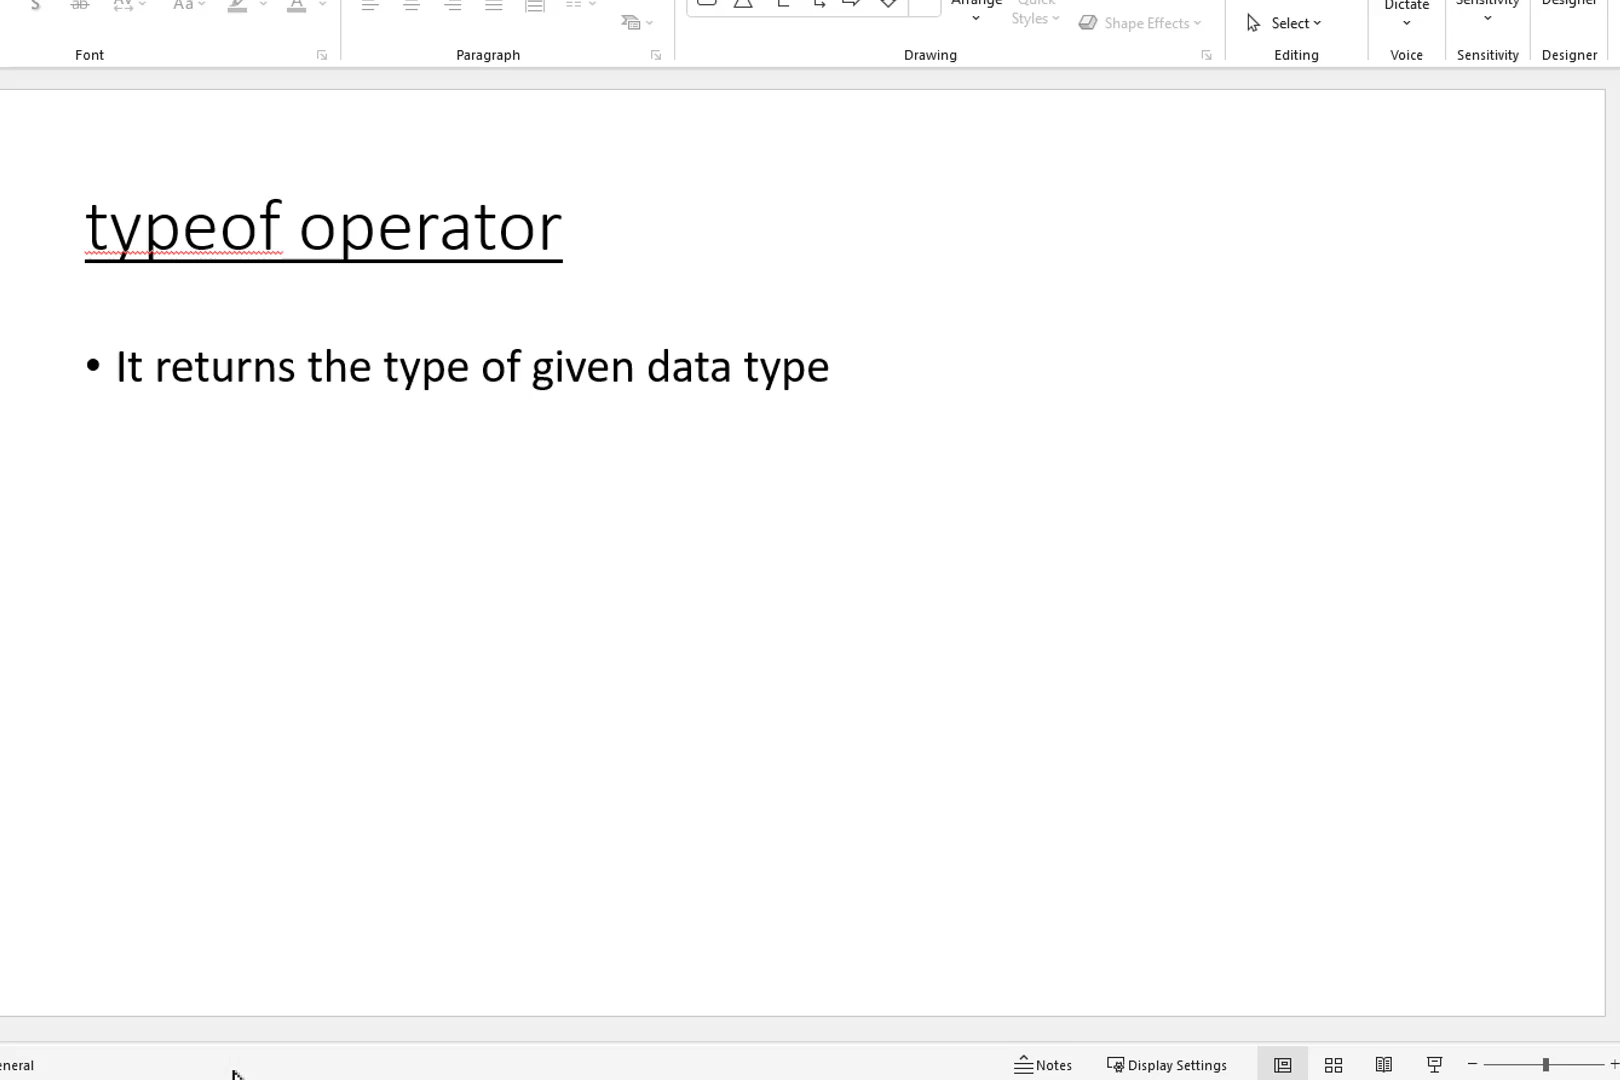 Aa
Arrange
Quick
Styles
Shape Effects
Select
Dictate
Sensitivity
Designer
Font
Paragraph
Drawing
Editing
Voice
Sensitivity
Designer
typeof operator
• It returns the type of given data type
Notes
Display Settings